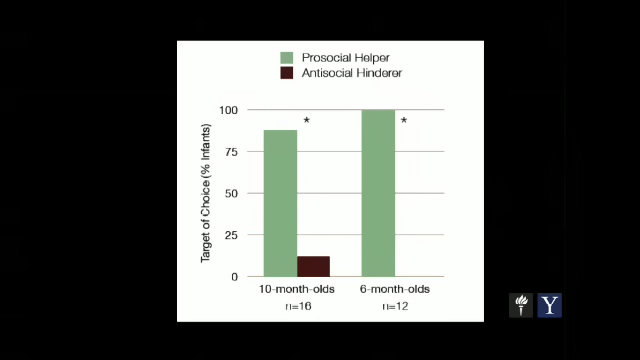 Prosocial Helper
Antisocial Hinderer
Target of Choice (% Infants)
100
75
50
25
0
*
*
10-month-olds
6-month-olds
n=16
n=12
Y